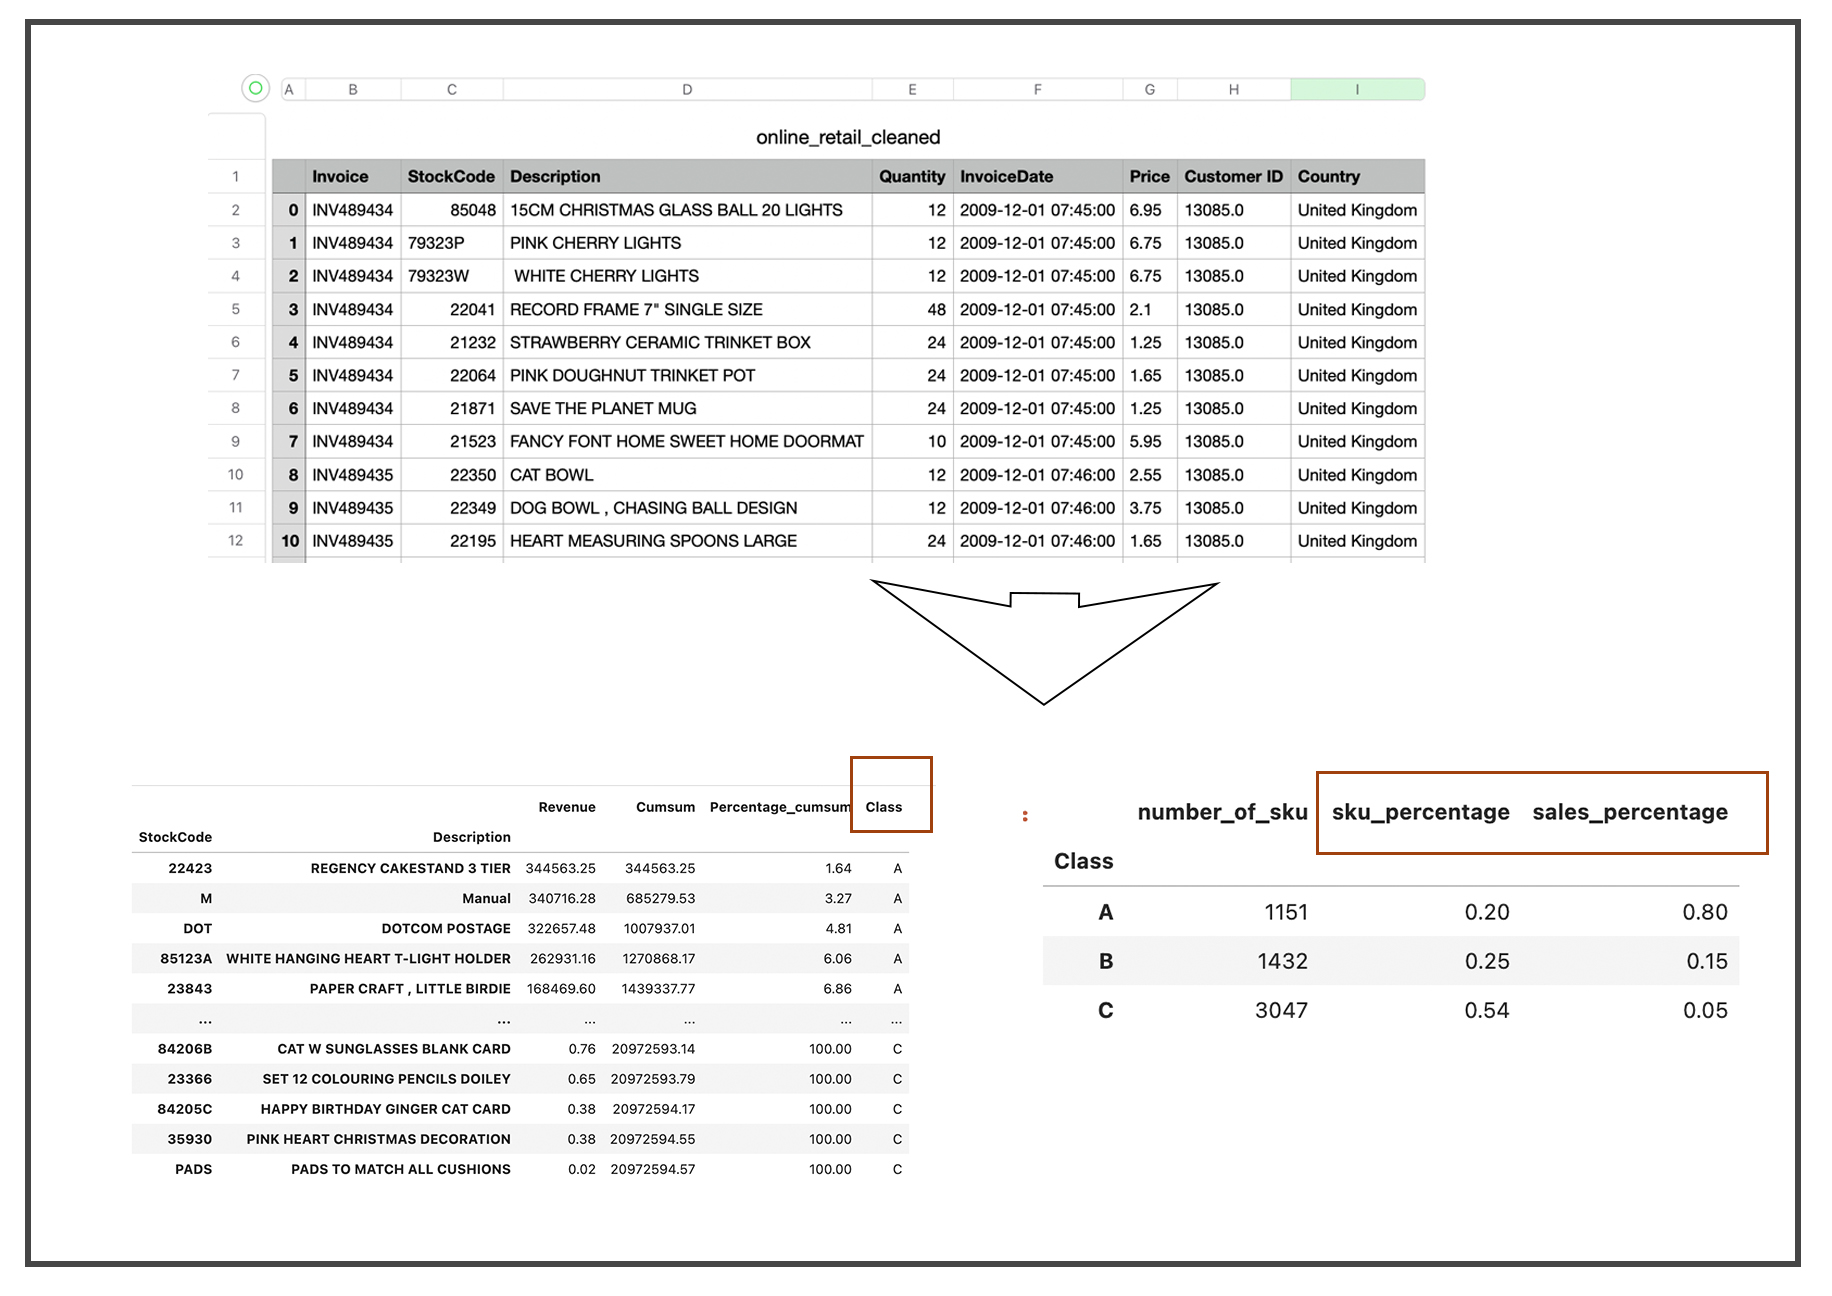 A B C D E F G H I
online_retail_cleaned
1 Invoice StockCode Description Quantity InvoiceDate Price Customer ID Country
2 0 INV489434 85048 15CM CHRISTMAS GLASS BALL 20 LIGHTS 12 2009-12-01 07:45:00 6.95 13085.0 United Kingdom
3 1 INV489434 79323P PINK CHERRY LIGHTS 12 2009-12-01 07:45:00 6.75 13085.0 United Kingdom
4 2 INV489434 79323W WHITE CHERRY LIGHTS 12 2009-12-01 07:45:00 6.75 13085.0 United Kingdom
5 3 INV489434 22041 RECORD FRAME 7" SINGLE SIZE 48 2009-12-01 07:45:00 2.1 13085.0 United Kingdom
6 4 INV489434 21232 STRAWBERRY CERAMIC TRINKET BOX 24 2009-12-01 07:45:00 1.25 13085.0 United Kingdom
7 5 INV489434 22064 PINK DOUGHNUT TRINKET POT 24 2009-12-01 07:45:00 1.65 13085.0 United Kingdom
8 6 INV489434 21871 SAVE THE PLANET MUG 24 2009-12-01 07:45:00 1.25 13085.0 United Kingdom
9 7 INV489434 21523 FANCY FONT HOME SWEET HOME DOORMAT 10 2009-12-01 07:45:00 5.95 13085.0 United Kingdom
10 8 INV489435 22350 CAT BOWL 12 2009-12-01 07:46:00 2.55 13085.0 United Kingdom
11 9 INV489435 22349 DOG BOWL , CHASING BALL DESIGN 12 2009-12-01 07:46:00 3.75 13085.0 United Kingdom
12 10 INV489435 22195 HEART MEASURING SPOONS LARGE 24 2009-12-01 07:46:00 1.65 13085.0 United Kingdom
Revenue Cumsum Percentage_cumsum Class
StockCode Description
22423 REGENCY CAKESTAND 3 TIER 344563.25 344563.25 1.64 A
M Manual 340716.28 685279.53 3.27 A
DOT DOTCOM POSTAGE 322657.48 1007937.01 4.81 A
85123A WHITE HANGING HEART T-LIGHT HOLDER 262931.16 1270868.17 6.06 A
23843 PAPER CRAFT , LITTLE BIRDIE 168469.60 1439337.77 6.86 A
... ... ... ... ... ...
84206B CAT W SUNGLASSES BLANK CARD 0.76 20972593.14 100.00 C
23366 SET 12 COLOURING PENCILS DOILEY 0.65 20972593.79 100.00 C
84205C HAPPY BIRTHDAY GINGER CAT CARD 0.38 20972594.17 100.00 C
35930 PINK HEART CHRISTMAS DECORATION 0.38 20972594.55 100.00 C
PADS PADS TO MATCH ALL CUSHIONS 0.02 20972594.57 100.00 C
: number_of_sku sku_percentage sales_percentage
Class
A 1151 0.20 0.80
B 1432 0.25 0.15
C 3047 0.54 0.05